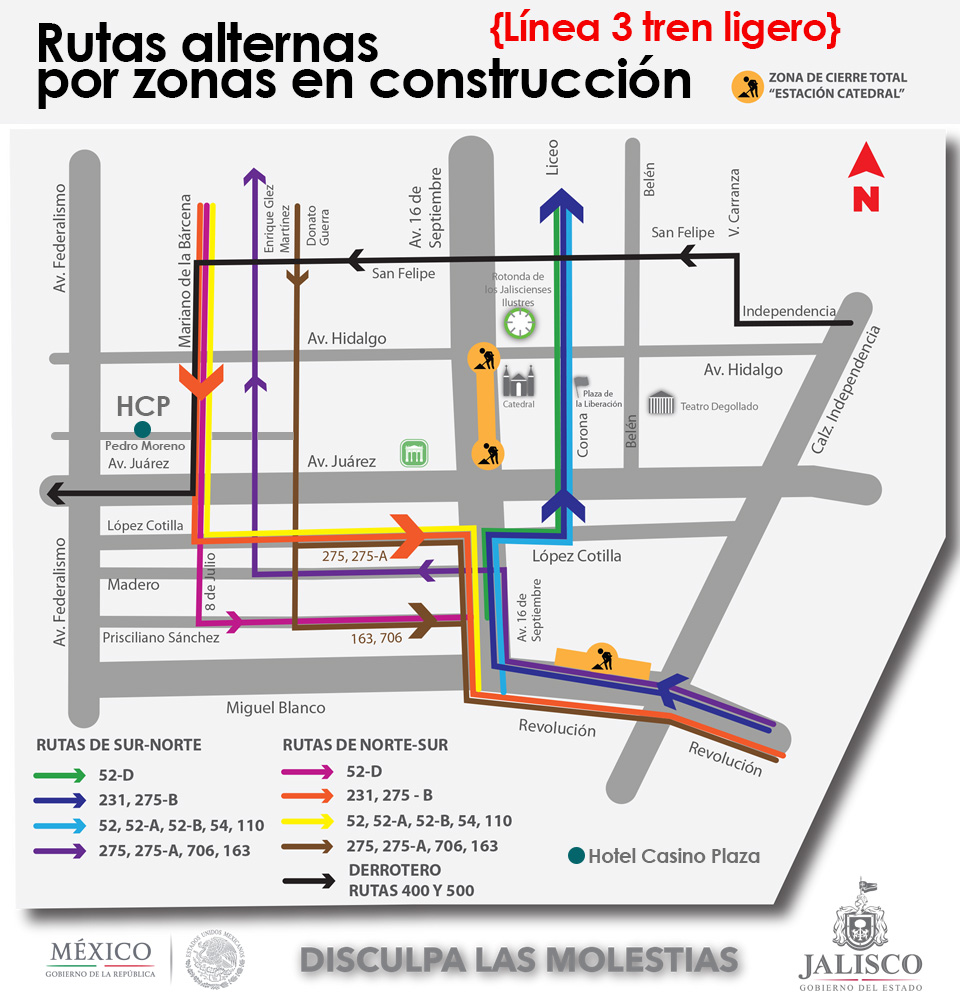 Rutas alternas
por zonas en construcción
{Línea 3 tren ligero}
ZONA DE CIERRE TOTAL
"ESTACIÓN CATEDRAL"
Av. Federalismo
Mariano de la Bárcena
Enrique Glez
Martínez
Donato
Guerra
Av. 16 de
Septiembre
Liceo
Belén
V. Carranza
N
San Felipe
San Felipe
Rotonda de
los Jaliscienses
Ilustres
Independencia
Av. Hidalgo
Av. Hidalgo
Calz. Independencia
HCP
Catedral
Plaza de
la Liberación
Teatro Degollado
Corona
Belén
Pedro Moreno
Av. Juárez
Av. Juárez
López Cotilla
López Cotilla
275, 275-A
Av. Federalismo
Madero
8 de Julio
Av. 16 de
Septiembre
Prisciliano Sánchez
163, 706
Miguel Blanco
Revolución
Revolución
RUTAS DE SUR-NORTE
52-D
231, 275-B
52, 52-A, 52-B, 54, 110
275, 275-A, 706, 163
RUTAS DE NORTE-SUR
52-D
231, 275 - B
52, 52-A, 52-B, 54, 110
275, 275-A, 706, 163
DERROTERO
RUTAS 400 Y 500
Hotel Casino Plaza
MÉXICO
GOBIERNO DE LA REPÚBLICA
ESTADOS UNIDOS MEXICANOS
DISCULPA LAS MOLESTIAS
JALISCO
GOBIERNO DEL ESTADO